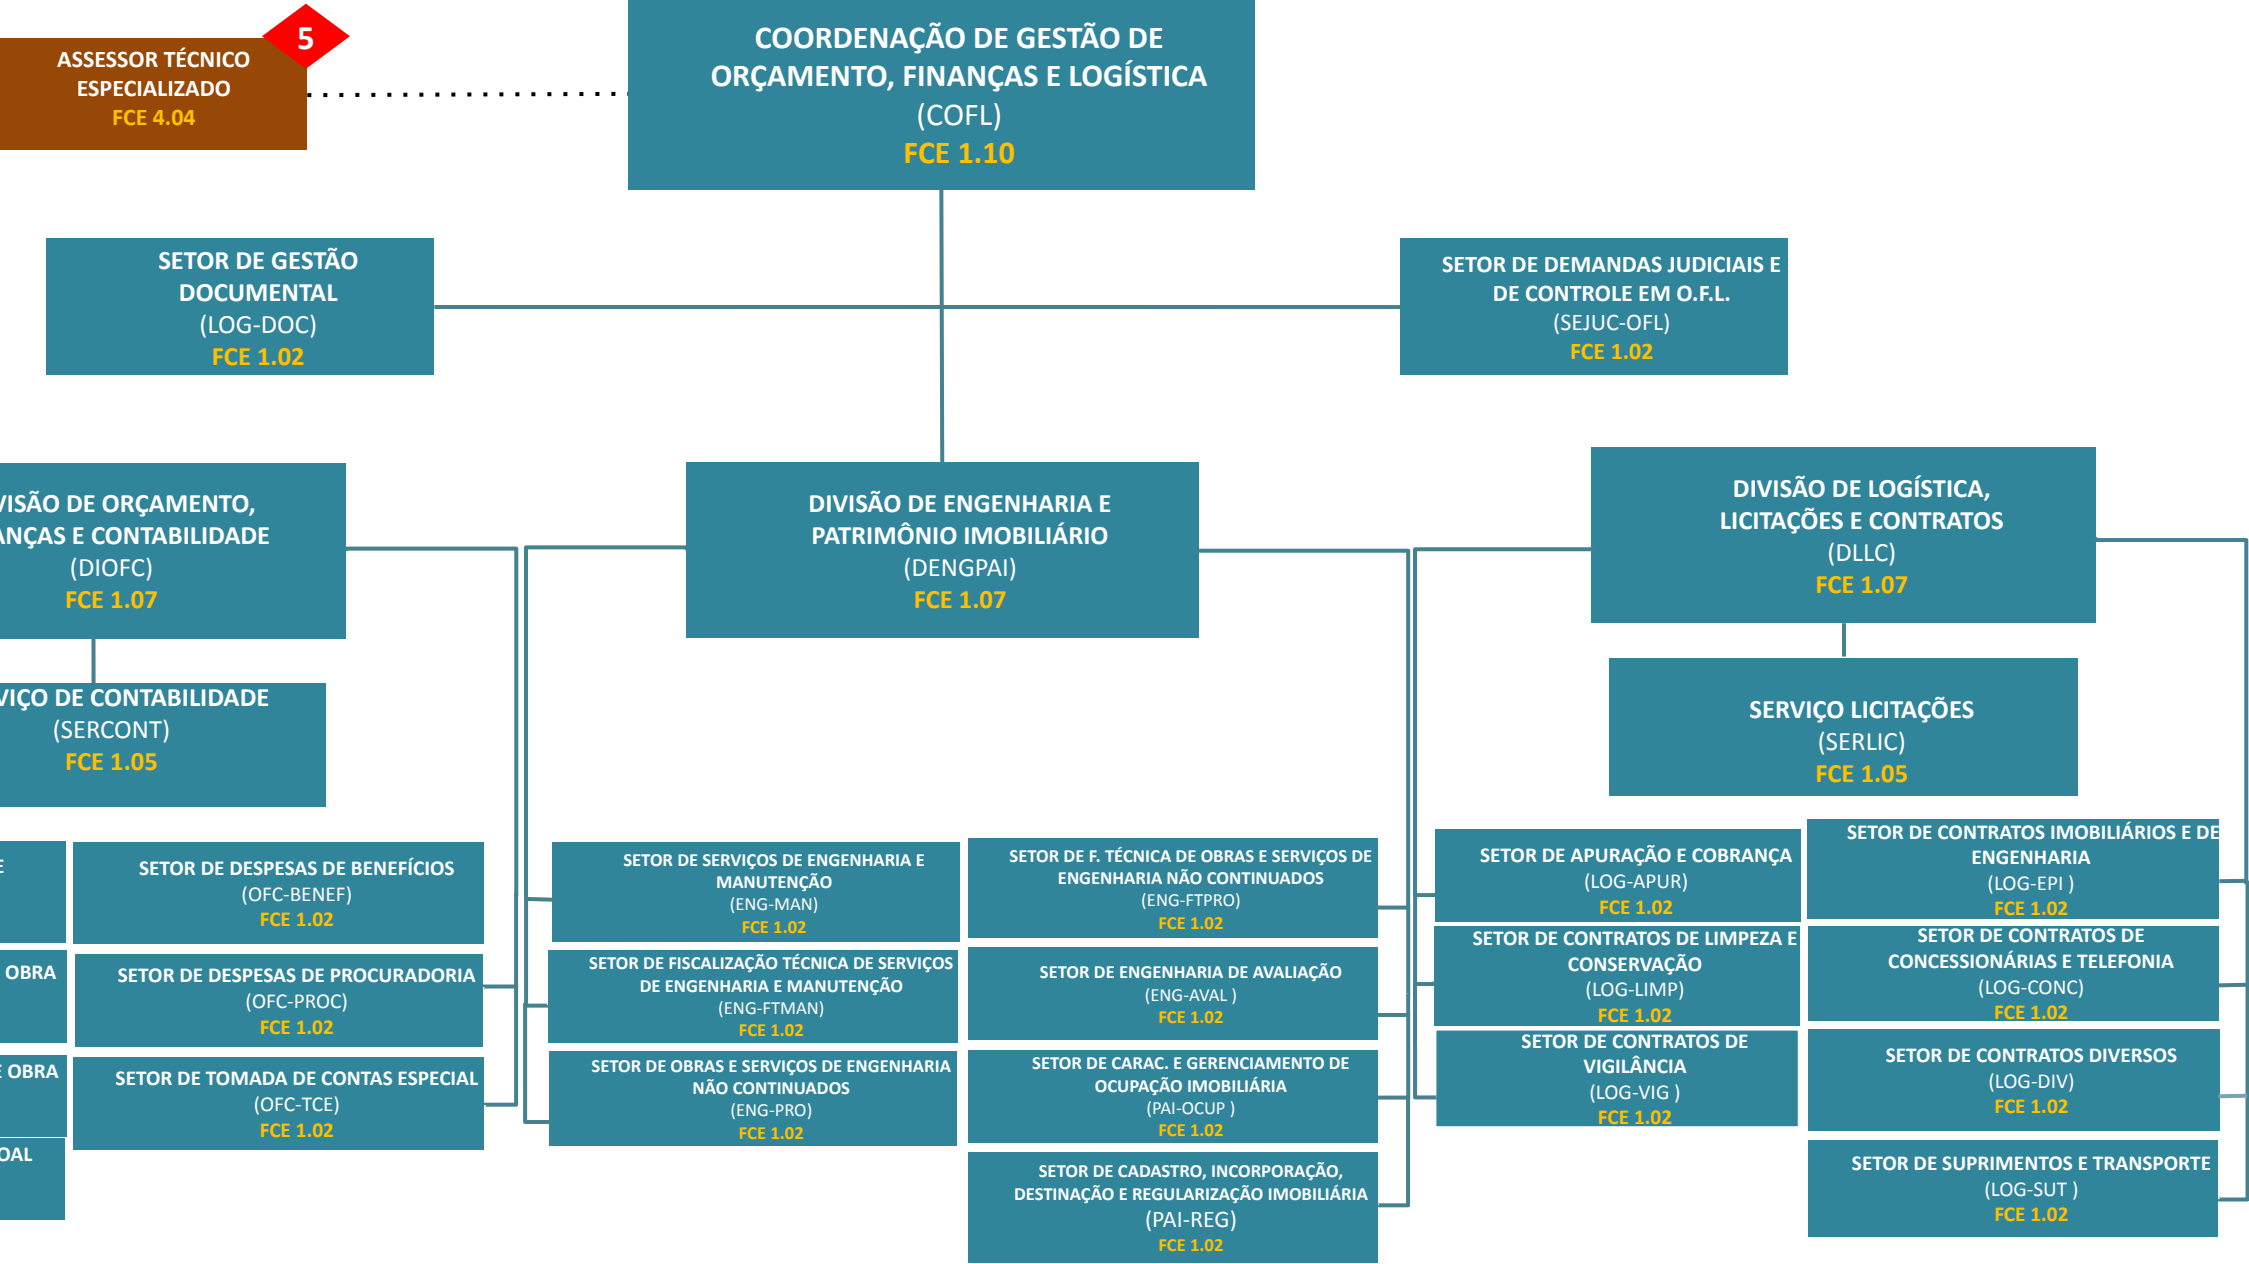 5
ASSESSOR TÉCNICO
ESPECIALIZADO
FCE 4.04
COORDENAÇÃO DE GESTÃO DE
ORÇAMENTO, FINANÇAS E LOGÍSTICA
(COFL)
FCE 1.10
SETOR DE GESTÃO
DOCUMENTAL
(LOG-DOC)
FCE 1.02
SETOR DE DEMANDAS JUDICIAIS E
DE CONTROLE EM O.F.L.
(SEJUC-OFL)
FCE 1.02
VISÃO DE ORÇAMENTO,
ANÇAS E CONTABILIDADE
(DIOFC)
FCE 1.07
DIVISÃO DE ENGENHARIA E
PATRIMÔNIO IMOBILIÁRIO
(DENGPAI)
FCE 1.07
DIVISÃO DE LOGÍSTICA,
LICITAÇÕES E CONTRATOS
(DLLC)
FCE 1.07
VIÇO DE CONTABILIDADE
(SERCONT)
FCE 1.05
SERVIÇO LICITAÇÕES
(SERLIC)
FCE 1.05
E
OBRA
E OBRA
OAL
SETOR DE DESPESAS DE BENEFÍCIOS
(OFC-BENEF)
FCE 1.02
SETOR DE DESPESAS DE PROCURADORIA
(OFC-PROC)
FCE 1.02
SETOR DE TOMADA DE CONTAS ESPECIAL
(OFC-TCE)
FCE 1.02
SETOR DE SERVIÇOS DE ENGENHARIA E
MANUTENÇÃO
(ENG-MAN)
FCE 1.02
SETOR DE FISCALIZAÇÃO TÉCNICA DE SERVIÇOS
DE ENGENHARIA E MANUTENÇÃO
(ENG-FTMAN)
FCE 1.02
SETOR DE OBRAS E SERVIÇOS DE ENGENHARIA
NÃO CONTINUADOS
(ENG-PRO)
FCE 1.02
SETOR DE F. TÉCNICA DE OBRAS E SERVIÇOS DE
ENGENHARIA NÃO CONTINUADOS
(ENG-FTPRO)
FCE 1.02
SETOR DE ENGENHARIA DE AVALIAÇÃO
(ENG-AVAL )
FCE 1.02
SETOR DE CARAC. E GERENCIAMENTO DE
OCUPAÇÃO IMOBILIÁRIA
(PAI-OCUP )
FCE 1.02
SETOR DE CADASTRO, INCORPORAÇÃO,
DESTINAÇÃO E REGULARIZAÇÃO IMOBILIÁRIA
(PAI-REG)
FCE 1.02
SETOR DE APURAÇÃO E COBRANÇA
(LOG-APUR)
FCE 1.02
SETOR DE CONTRATOS DE LIMPEZA E
CONSERVAÇÃO
(LOG-LIMP)
FCE 1.02
SETOR DE CONTRATOS DE
VIGILÂNCIA
(LOG-VIG )
FCE 1.02
SETOR DE CONTRATOS IMOBILIÁRIOS E DE
ENGENHARIA
(LOG-EPI )
FCE 1.02
SETOR DE CONTRATOS DE
CONCESSIONÁRIAS E TELEFONIA
(LOG-CONC)
FCE 1.02
SETOR DE CONTRATOS DIVERSOS
(LOG-DIV)
FCE 1.02
SETOR DE SUPRIMENTOS E TRANSPORTE
(LOG-SUT )
FCE 1.02